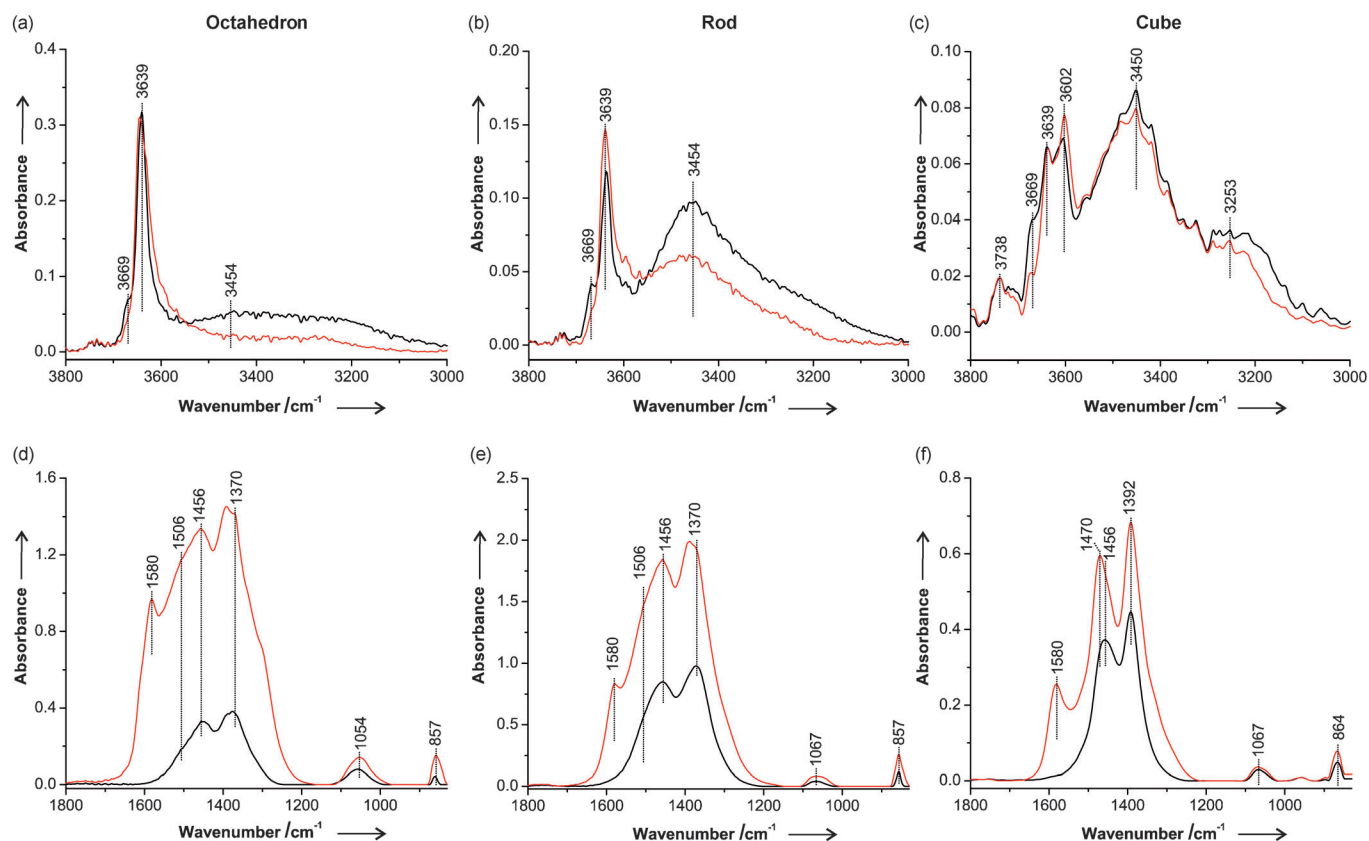 (a) Octahedron
0.4
0.3
0.2
0.1
0.0
Absorbance
3669
3639
3454
3800 3600 3400 3200 3000
Wavenumber /cm⁻¹
(b) Rod
0.20
0.15
0.10
0.05
0.00
Absorbance
3669
3639
3454
3800 3600 3400 3200 3000
Wavenumber /cm⁻¹
(c) Cube
0.10
0.08
0.06
0.04
0.02
0.00
Absorbance
3738
3669
3639
3602
3450
3253
3800 3600 3400 3200 3000
Wavenumber /cm⁻¹
(d)
1.6
1.2
0.8
0.4
0.0
Absorbance
1580
1506
1456
1370
1054
857
1800 1600 1400 1200 1000
Wavenumber /cm⁻¹
(e)
2.5
2.0
1.5
1.0
0.5
0.0
Absorbance
1580
1506
1456
1370
1067
857
1800 1600 1400 1200 1000
Wavenumber /cm⁻¹
(f)
0.8
0.6
0.4
0.2
0.0
Absorbance
1580
1470
1456
1392
1067
864
1800 1600 1400 1200 1000
Wavenumber /cm⁻¹